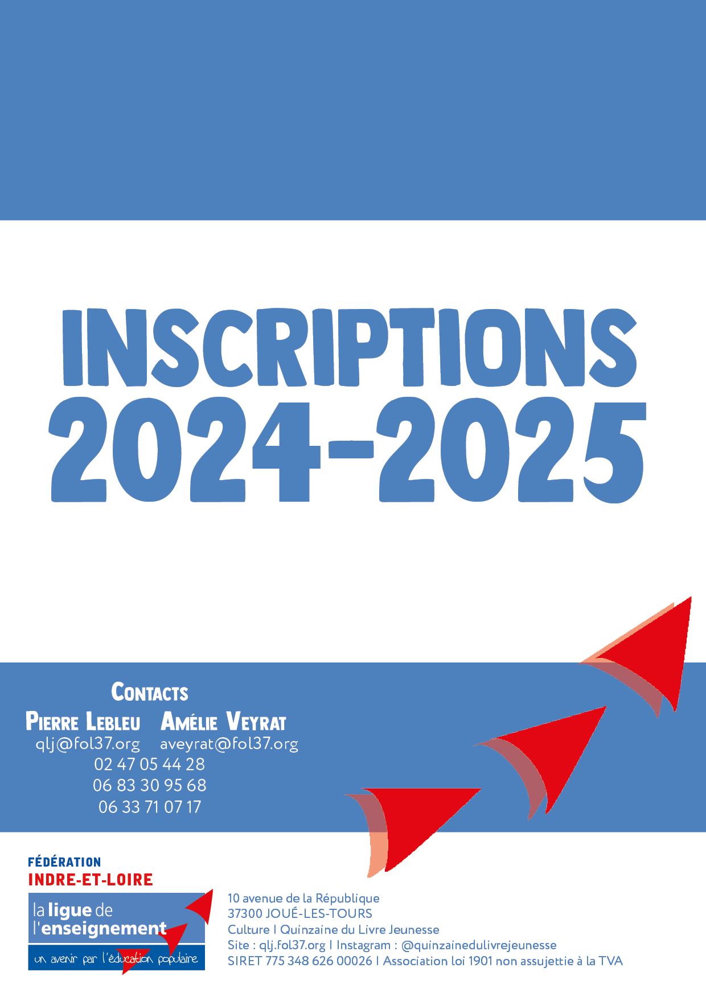 INSCRIPTIONS
2024-2025
CONTACTS
PIERRE LEBLEU AMÉLIE VEYRAT
qlj@fol37.org aveyrat@fol37.org
02 47 05 44 28
06 83 30 95 68
06 33 71 07 17
FÉDÉRATION
INDRE-ET-LOIRE
la ligue de
l'enseignement
un avenir par l'éducation populaire
10 avenue de la République
37300 JOUÉ-LES-TOURS
Culture I Quinzaine du Livre Jeunesse
Site : qlj.fol37.org I Instagram : @quinzainedulivrejeunesse
SIRET 775 348 626 00026 I Association loi 1901 non assujettie à la TVA